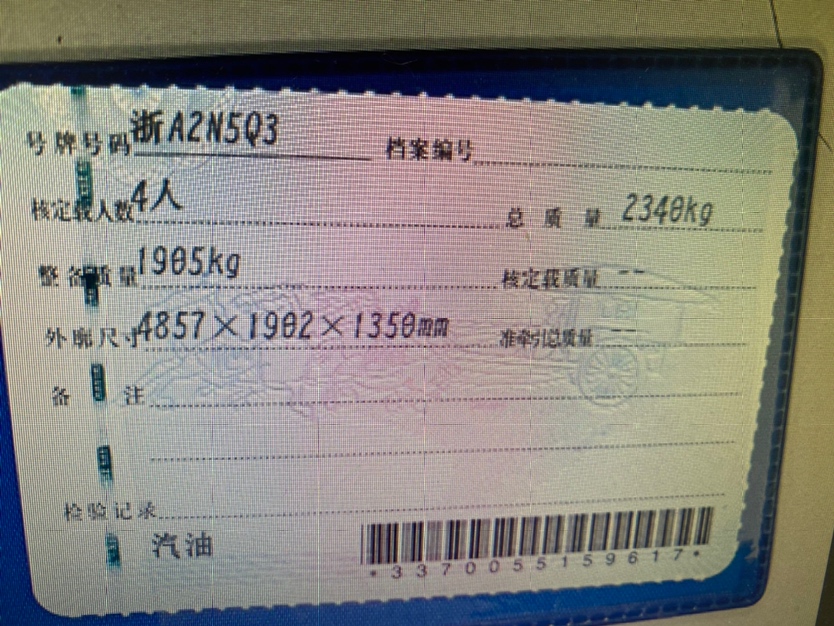 号牌号码 浙A2N5Q3 档案编号
核定载人数 4人 总质量 2340kg
整备质量 1905kg 核定载质量 --
外廓尺寸 4857×1902×1350mm 准牵引总质量 --
备注
检验记录
汽油
*3370055159617*